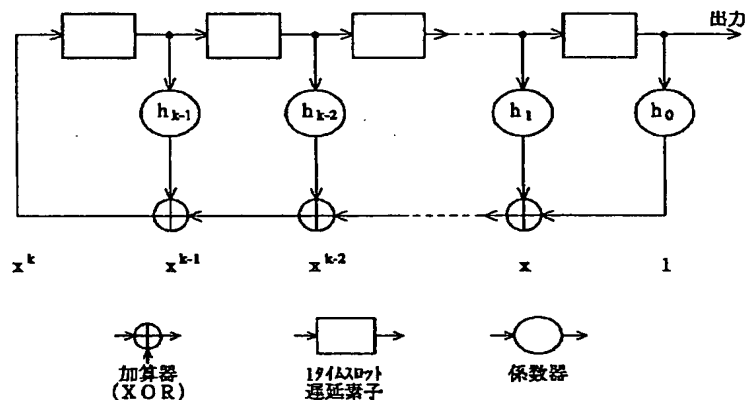 出力
h_{k-1} h_{k-2} h_1 h_0
x^k x^{k-1} x^{k-2} x 1
加算器
(XOR)
1タイムスロット
遅延素子
係数器